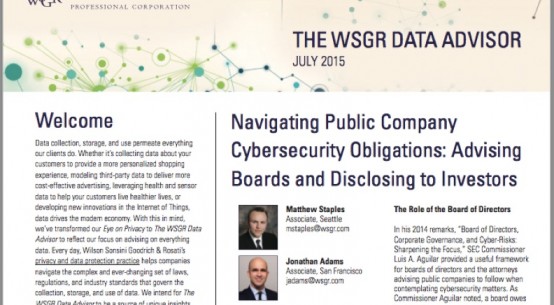 WSGR
PROFESSIONAL CORPORATION
THE WSGR DATA ADVISOR
JULY 2015
Welcome
Data collection, storage, and use permeate everything
our clients do. Whether it's collecting data about your
customers to provide a more personalized shopping
experience, modeling third-party data to deliver more
cost-effective advertising, leveraging health and sensor
data to help your customers live healthier lives, or
developing new innovations in the Internet of Things,
data drives the modern economy. With this in mind,
we've transformed our Eye on Privacy to The WSGR Data
Advisor to reflect our focus on advising on everything
data. Every day, Wilson Sonsini Goodrich & Rosati's
privacy and data protection practice helps companies
navigate the complex and ever-changing set of laws,
regulations, and industry standards that govern the
collection, storage, and use of data. We intend for The
WSGR Data Advisor to be a source of unique insights
Navigating Public Company
Cybersecurity Obligations: Advising
Boards and Disclosing to Investors
Matthew Staples
Associate, Seattle
mstaples@wsgr.com
Jonathan Adams
Associate, San Francisco
jadams@wsgr.com
The Role of the Board of Directors
In his 2014 remarks, "Board of Directors,
Corporate Governance, and Cyber-Risks:
Sharpening the Focus," SEC Commissioner
Luis A. Aguilar provided a useful framework
for boards of directors and the attorneys
advising public companies to follow when
contemplating cybersecurity matters. As
Commissioner Aguilar noted, a board owes